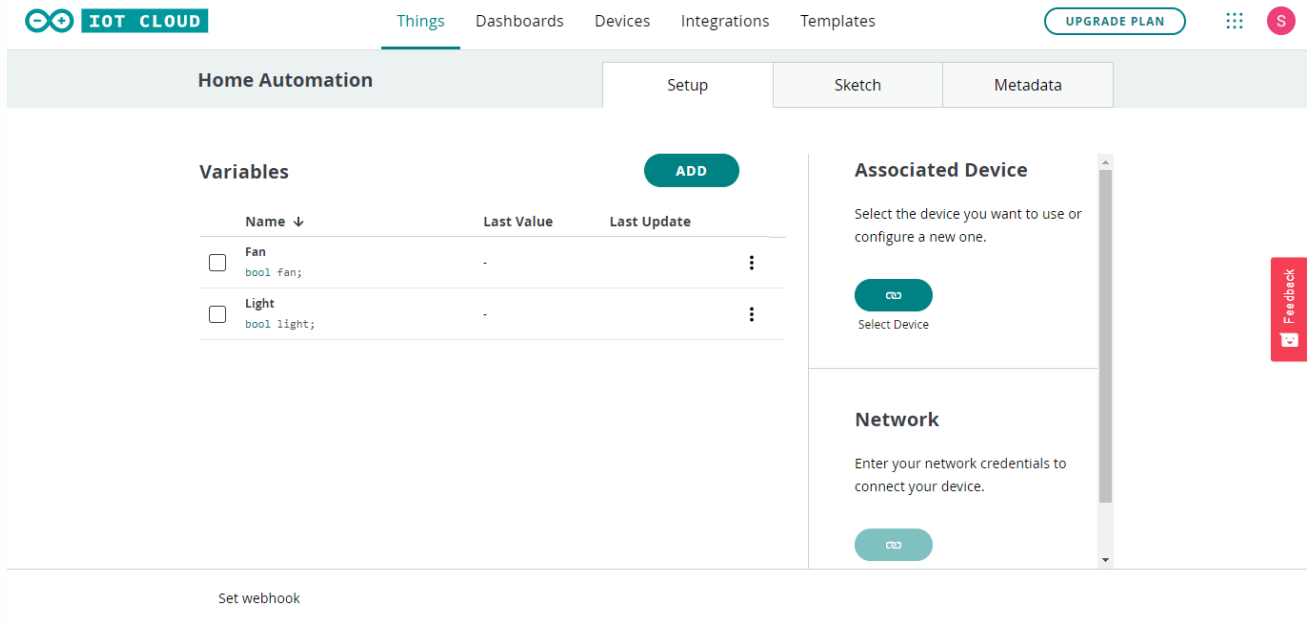 IOT CLOUD
Things Dashboards Devices Integrations Templates
UPGRADE PLAN
S
Home Automation
Setup Sketch Metadata
Variables
ADD
Name ↓ Last Value Last Update
Fan
bool fan;
-
Light
bool light;
-
Associated Device
Select the device you want to use or
configure a new one.
Select Device
Network
Enter your network credentials to
connect your device.
Feedback
Set webhook